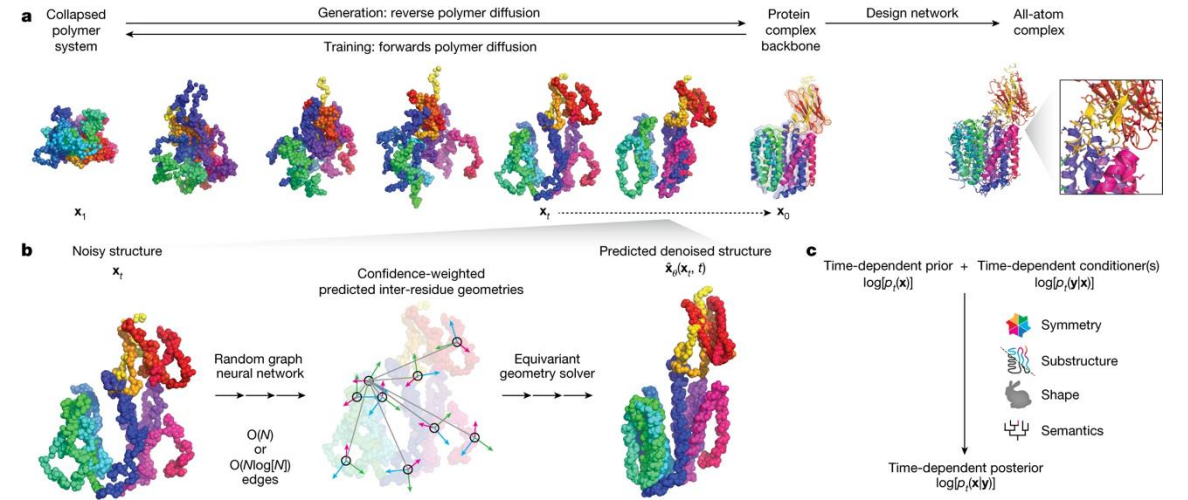 a
Collapsed
polymer
system
Generation: reverse polymer diffusion
Training: forwards polymer diffusion
Protein
complex
backbone
Design network
All-atom
complex
x₁
xₜ
x₀
b
Noisy structure
xₜ
Random graph
neural network
O(N)
or
O(Nlog[N])
edges
Confidence-weighted
predicted inter-residue geometries
Equivariant
geometry solver
Predicted denoised structure
x̂θ(xₜ, t)
c
Time-dependent prior + Time-dependent conditioner(s)
log[pₜ(x)] log[pₜ(y|x)]
Symmetry
Substructure
Shape
Semantics
Time-dependent posterior
log[pₜ(x|y)]